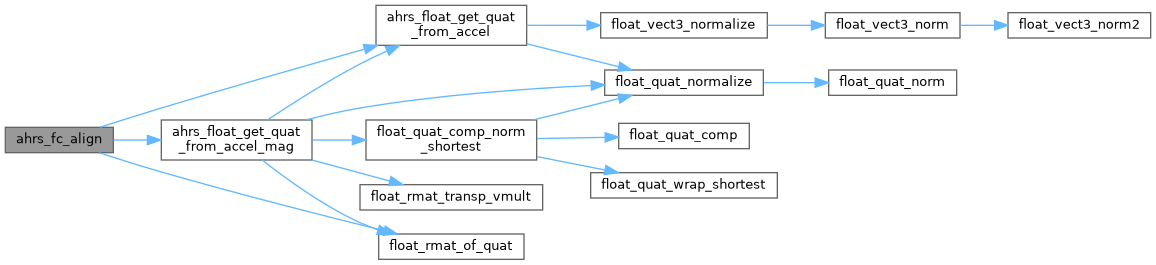 ahrs_fc_align
ahrs_float_get_quat
_from_accel
ahrs_float_get_quat
_from_accel_mag
float_vect3_normalize
float_vect3_norm
float_vect3_norm2
float_quat_normalize
float_quat_norm
float_quat_comp_norm
_shortest
float_quat_comp
float_quat_wrap_shortest
float_rmat_transp_vmult
float_rmat_of_quat